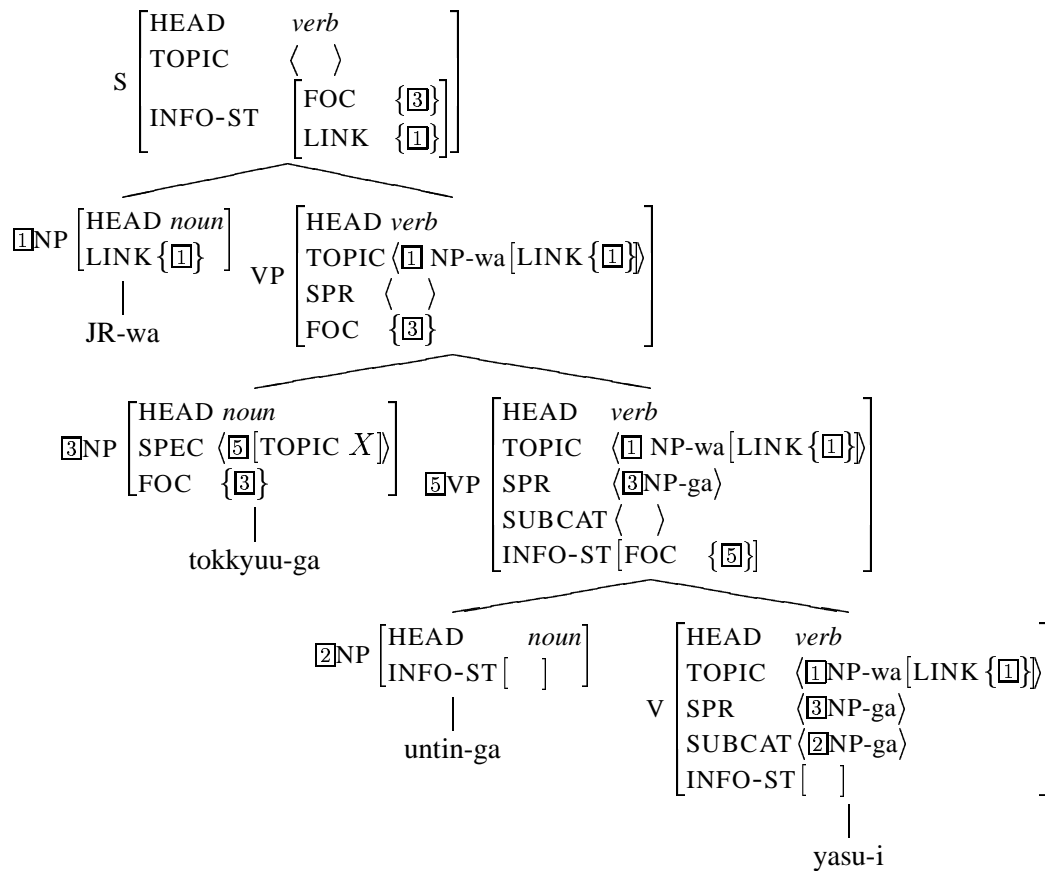 S
HEAD verb
TOPIC ⟨ ⟩
INFO-ST [FOC {3}
LINK {1}]
1NP
HEAD noun
LINK {1}
JR-wa
VP
HEAD verb
TOPIC ⟨1 NP-wa[LINK {1}]⟩
SPR ⟨ ⟩
FOC {3}
3NP
HEAD noun
SPEC ⟨5[TOPIC X]⟩
FOC {3}
tokkyuu-ga
5VP
HEAD verb
TOPIC ⟨1 NP-wa[LINK {1}]⟩
SPR ⟨3NP-ga⟩
SUBCAT ⟨ ⟩
INFO-ST[FOC {5}]
2NP
HEAD noun
INFO-ST[ ]
untin-ga
V
HEAD verb
TOPIC ⟨1NP-wa[LINK {1}]⟩
SPR ⟨3NP-ga⟩
SUBCAT⟨2NP-ga⟩
INFO-ST[ ]
yasu-i